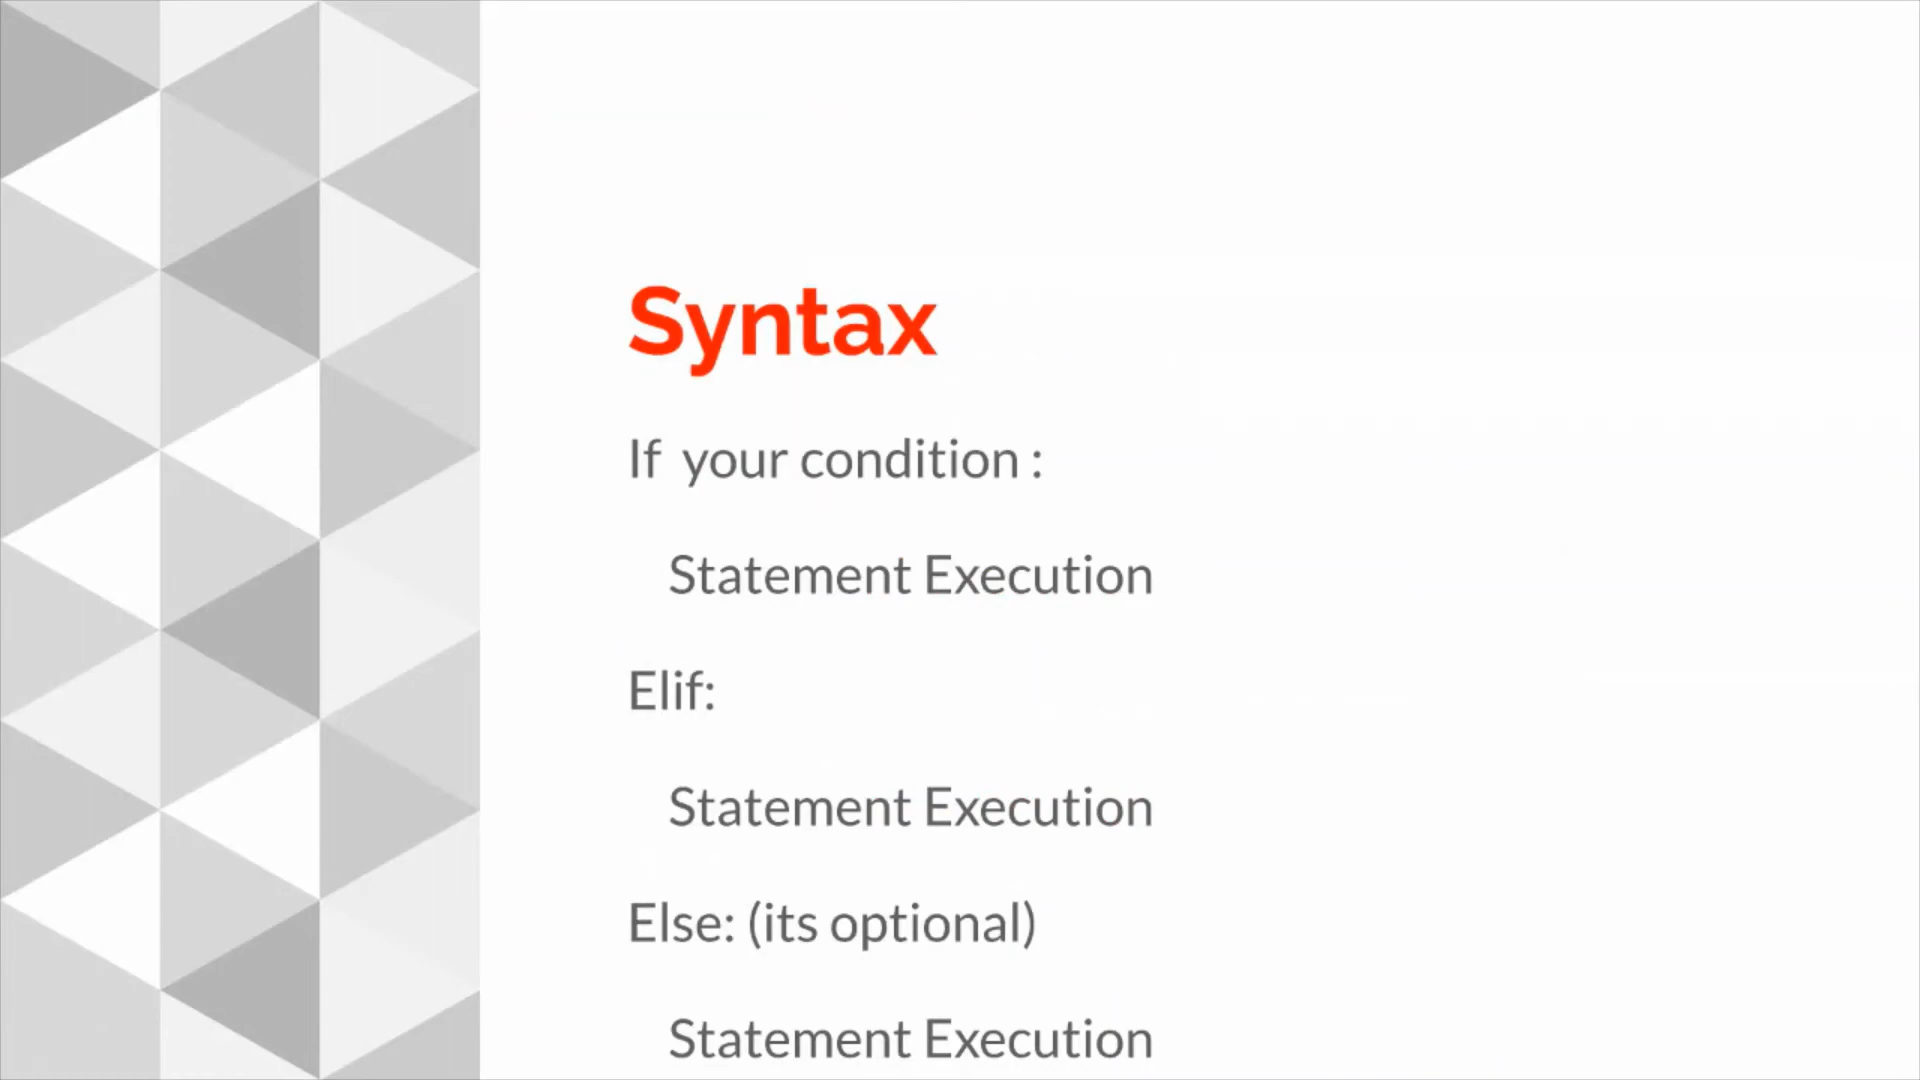 Syntax
If  your condition :
Statement Execution
Elif:
Statement Execution
Else: (its optional)
Statement Execution